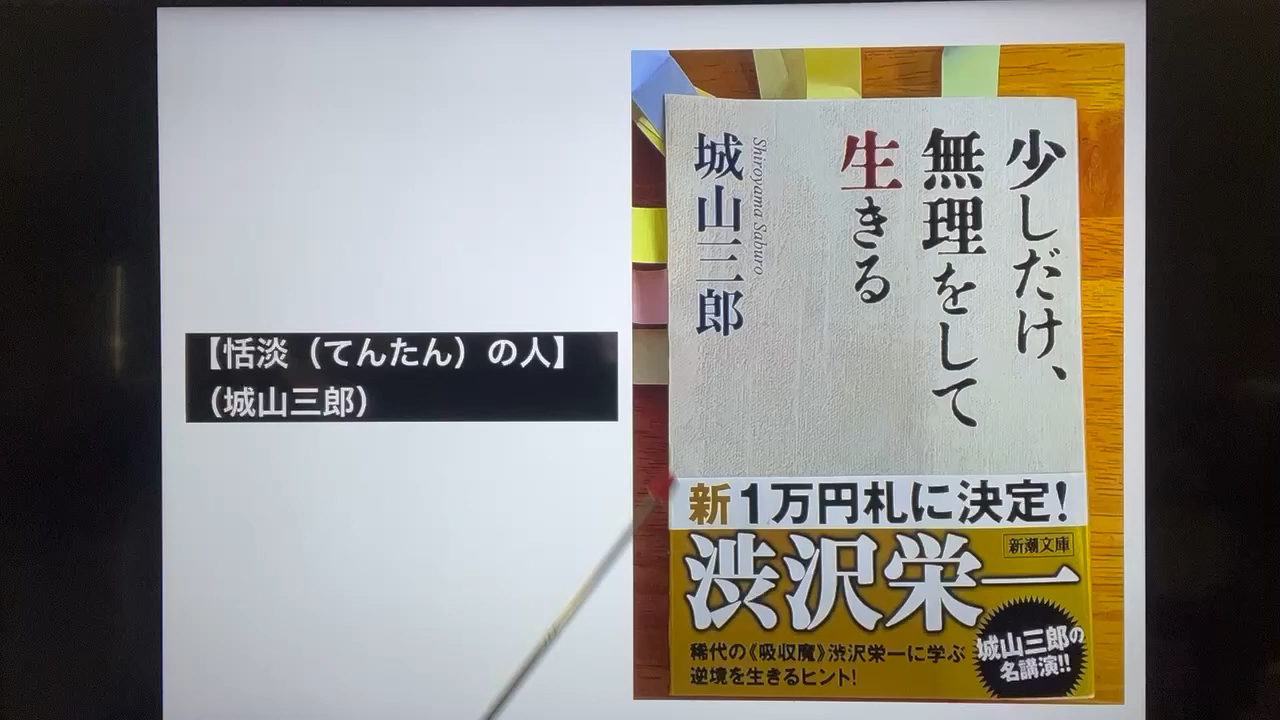 【恬淡（てんたん）の人】
（城山三郎）
少しだけ、
無理をして
生きる
城山三郎
Shiroyama Saburo
新1万円札に決定!
新潮文庫
渋沢栄一
稀代の《吸収魔》渋沢栄一に学ぶ
逆境を生きるヒント!
城山三郎の
名講演!!